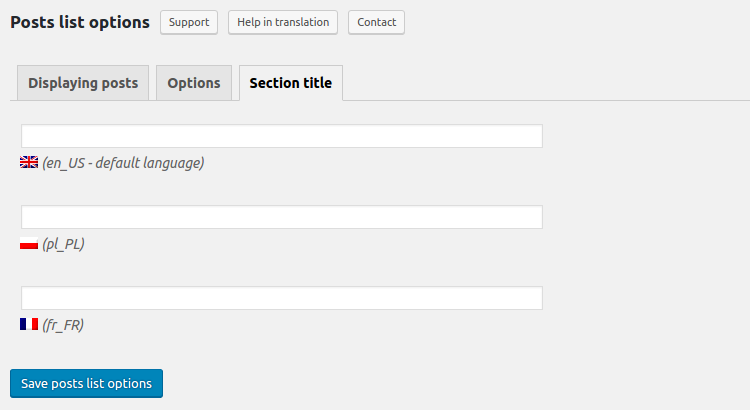 Posts list options Support Help in translation Contact
Displaying posts Options Section title
(en_US - default language)
(pl_PL)
(fr_FR)
Save posts list options